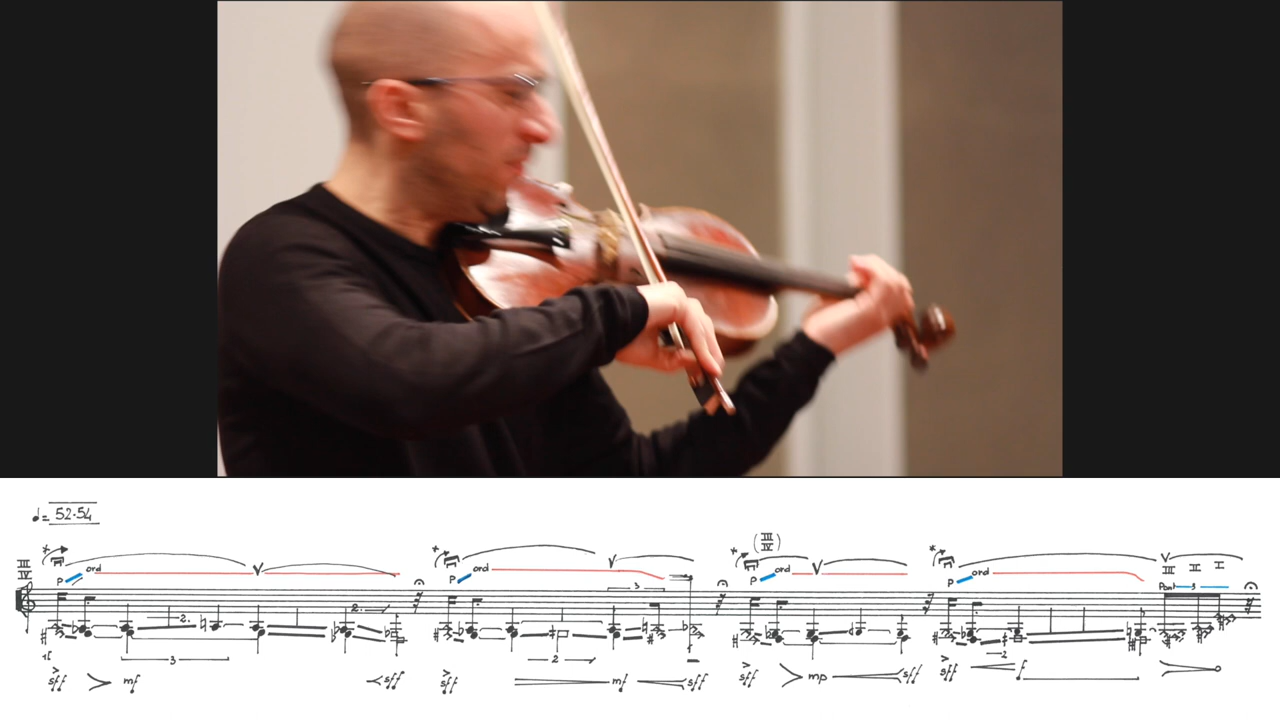 ♩= 52-54
(III
IV)
III
IV
* P ord V
* P ord V
* P ord V
* P ord V III II I
Pont 3
2. 2. 3
3 2 2
sff mf sff
sff mf sff
sff mp sff
sff f